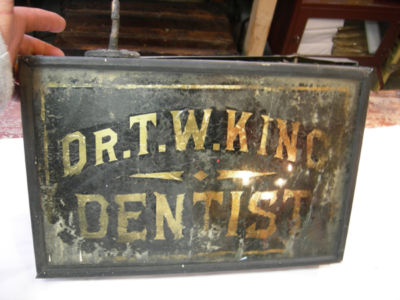 DR. T. W. KING
DENTIST